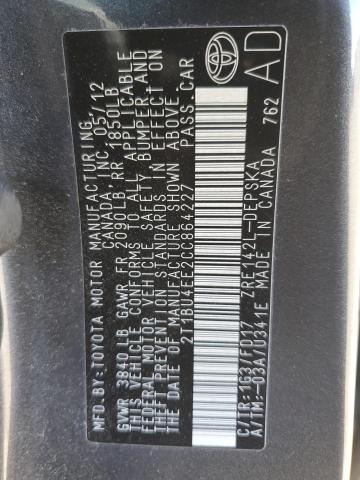 MFD.BY:TOYOTA MOTOR MANUFACTURING,
CANADA, INC. 05/12
GVWR 3840 LB GAWR FR 2090LB,RR 1850LB
THIS VEHICLE CONFORMS TO ALL APPLICABLE
FEDERAL MOTOR VEHICLE SAFETY, BUMPER,AND
THEFT PREVENTION STANDARDS IN EFFECT ON
THE DATE OF MANUFACTURE SHOWN ABOVE.
2T1BU4EE2CC864227 PASS. CAR
C/TR:1G3/FD17 ZRE142L-DEPSKA
A/TM:-03A/U341E MADE IN CANADA 762
TOYOTA
AD